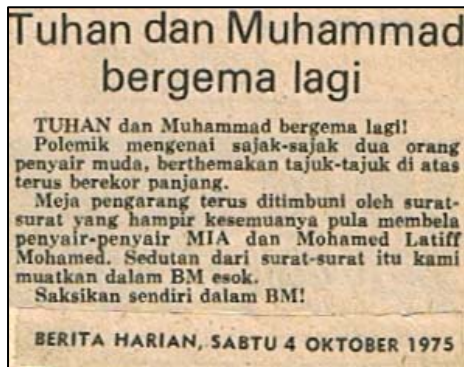 Tuhan dan Muhammad
bergema lagi
TUHAN dan Muhammad bergema lagi!
Polemik mengenai sajak-sajak dua orang
penyair muda, berthemakan tajuk-tajuk di atas
terus berekor panjang.
Meja pengarang terus ditimbuni oleh surat-
surat yang hampir kesemuanya pula membela
penyair-penyair MIA dan Mohamed Latiff
Mohamed. Sedutan dari surat-surat itu kami
muatkan dalam BM esok.
Saksikan sendiri dalam BM!
BERITA HARIAN, SABTU 4 OKTOBER 1975